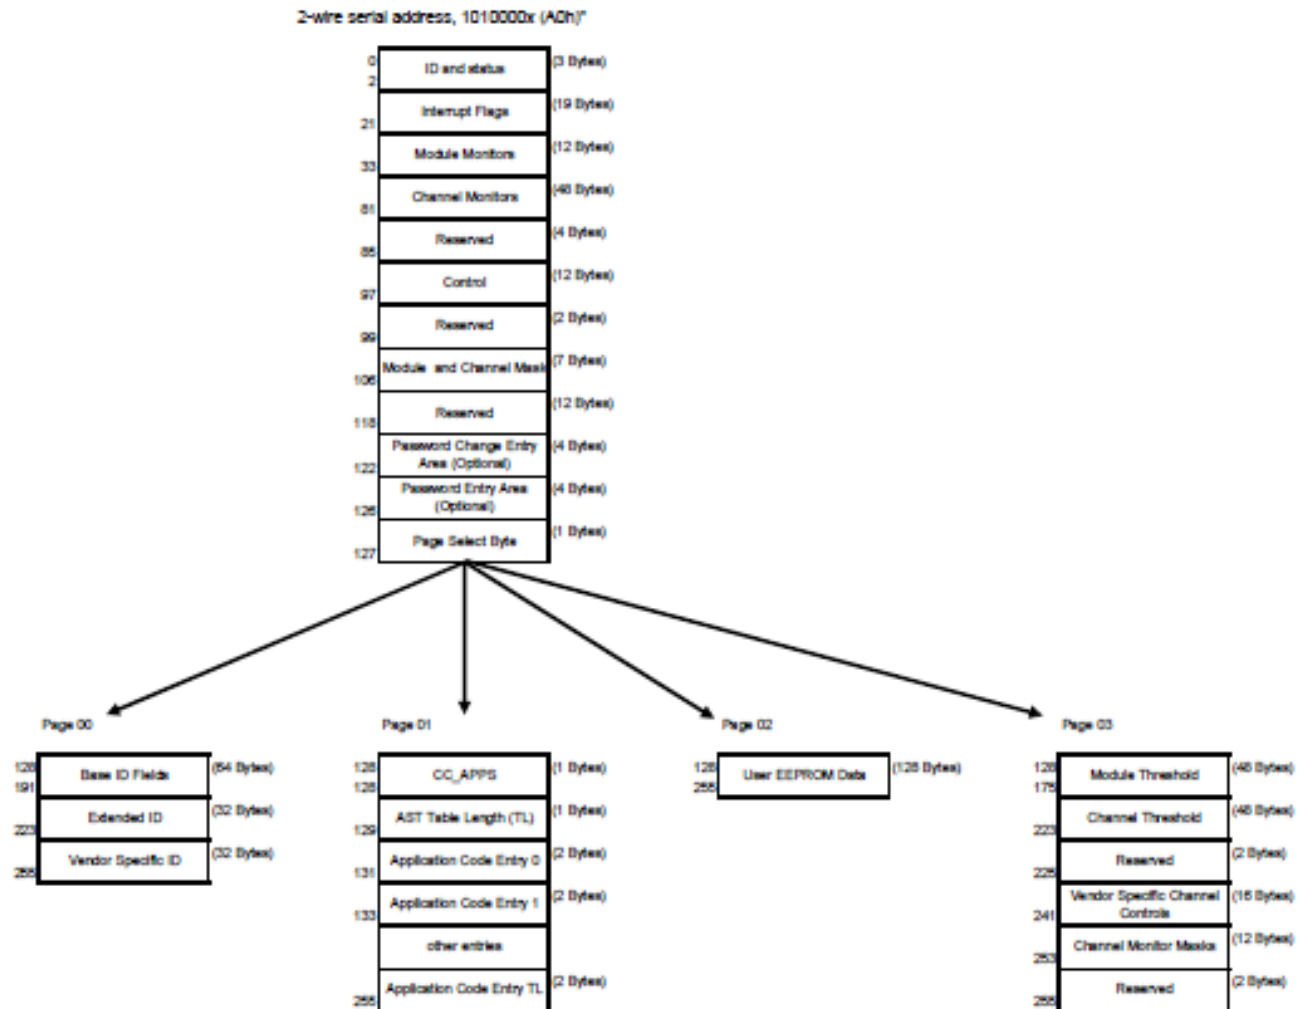 2-wire serial address, 1010000x (A0h)"
0
2
ID and status
(3 Bytes)
Interrupt Flags
(19 Bytes)
21
Module Monitors
(12 Bytes)
33
Channel Monitors
(48 Bytes)
81
Reserved
(4 Bytes)
85
Control
(12 Bytes)
97
Reserved
(2 Bytes)
99
Module and Channel Mask
(7 Bytes)
106
Reserved
(12 Bytes)
118
Password Change Entry
Area (Optional)
(4 Bytes)
122
Password Entry Area
(Optional)
(4 Bytes)
126
Page Select Byte
(1 Bytes)
127
Page 00
128
191
Base ID Fields
(64 Bytes)
Extended ID
(32 Bytes)
223
Vendor Specific ID
(32 Bytes)
255
Page 01
128
128
CC_APPS
(1 Bytes)
AST Table Length (TL)
(1 Bytes)
129
Application Code Entry 0
(2 Bytes)
131
Application Code Entry 1
(2 Bytes)
133
other entries
Application Code Entry TL
(2 Bytes)
255
Page 02
128
255
User EEPROM Data
(128 Bytes)
Page 03
128
175
Module Threshold
(48 Bytes)
Channel Threshold
(48 Bytes)
223
Reserved
(2 Bytes)
225
Vendor Specific Channel
Controls
(16 Bytes)
241
Channel Monitor Masks
(12 Bytes)
253
Reserved
(2 Bytes)
255